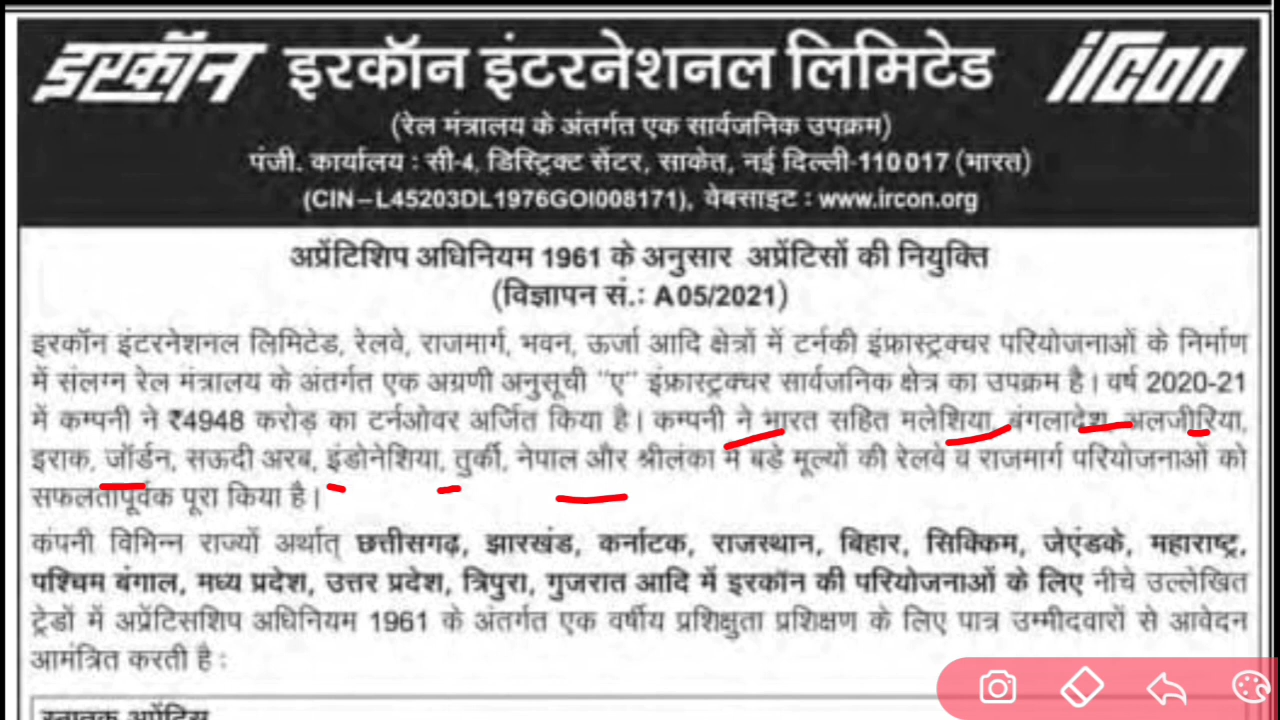 इरकॉन इरकॉन इंटरनेशनल लिमिटेड ircon
(रेल मंत्रालय के अंतर्गत एक सार्वजनिक उपक्रम)
पंजी. कार्यालय : सी-4, डिस्ट्रिक्ट सेंटर, साकेत, नई दिल्ली-110017 (भारत)
(CIN–L45203DL1976GOI008171), वेबसाइट : www.ircon.org
अप्रेंटिशिप अधिनियम 1961 के अनुसार अप्रेंटिसों की नियुक्ति
(विज्ञापन सं.: A05/2021)
इरकॉन इंटरनेशनल लिमिटेड, रेलवे, राजमार्ग, भवन, ऊर्जा आदि क्षेत्रों में टर्नकी इंफ्रास्ट्रक्चर परियोजनाओं के निर्माण
में संलग्न रेल मंत्रालय के अंतर्गत एक अग्रणी अनुसूची "ए" इंफ्रास्ट्रक्चर सार्वजनिक क्षेत्र का उपक्रम है। वर्ष 2020-21
में कम्पनी ने ₹4948 करोड़ का टर्नओवर अर्जित किया है। कम्पनी ने भारत सहित मलेशिया, बंगलादेश, अलजीरिया,
इराक, जॉर्डन, सऊदी अरब, इंडोनेशिया, तुर्की, नेपाल और श्रीलंका में बड़े मूल्यों की रेलवे व राजमार्ग परियोजनाओं को
सफलतापूर्वक पूरा किया है।
कंपनी विभिन्न राज्यों अर्थात् छत्तीसगढ़, झारखंड, कर्नाटक, राजस्थान, बिहार, सिक्किम, जेएंडके, महाराष्ट्र,
पश्चिम बंगाल, मध्य प्रदेश, उत्तर प्रदेश, त्रिपुरा, गुजरात आदि में इरकॉन की परियोजनाओं के लिए नीचे उल्लेखित
ट्रेडों में अप्रेंटिसशिप अधिनियम 1961 के अंतर्गत एक वर्षीय प्रशिक्षुता प्रशिक्षण के लिए पात्र उम्मीदवारों से आवेदन
आमंत्रित करती है :
स्नातक अप्रेंटिस